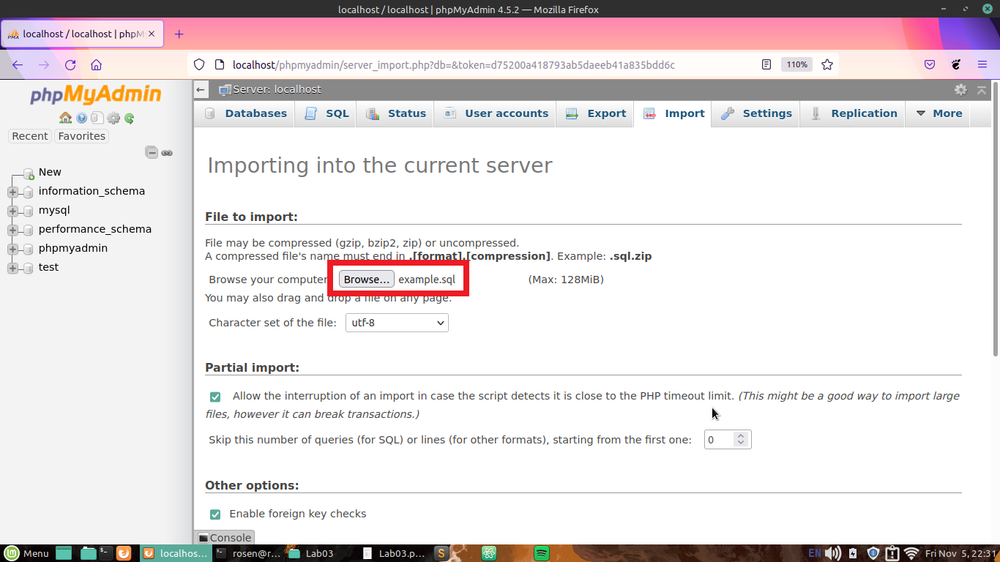 localhost / localhost | phpMyAdmin 4.5.2 — Mozilla Firefox
localhost / localhost | phpM
localhost/phpmyadmin/server_import.php?db=&token=d75200a418793ab5daeeb41a835bdd6c
110%
phpMyAdmin
Recent Favorites
New
information_schema
mysql
performance_schema
phpmyadmin
test
Server: localhost
Databases SQL Status User accounts Export Import Settings Replication More
Importing into the current server
File to import:
File may be compressed (gzip, bzip2, zip) or uncompressed.
A compressed file's name must end in .[format].[compression]. Example: .sql.zip
Browse your computer Browse... example.sql (Max: 128MiB)
You may also drag and drop a file on any page.
Character set of the file: utf-8
Partial import:
Allow the interruption of an import in case the script detects it is close to the PHP timeout limit. (This might be a good way to import large
files, however it can break transactions.)
Skip this number of queries (for SQL) or lines (for other formats), starting from the first one: 0
Other options:
Enable foreign key checks
Console
Menu localhos... rosen@r... Lab03 Lab03.p... EN Fri Nov 5, 22:31